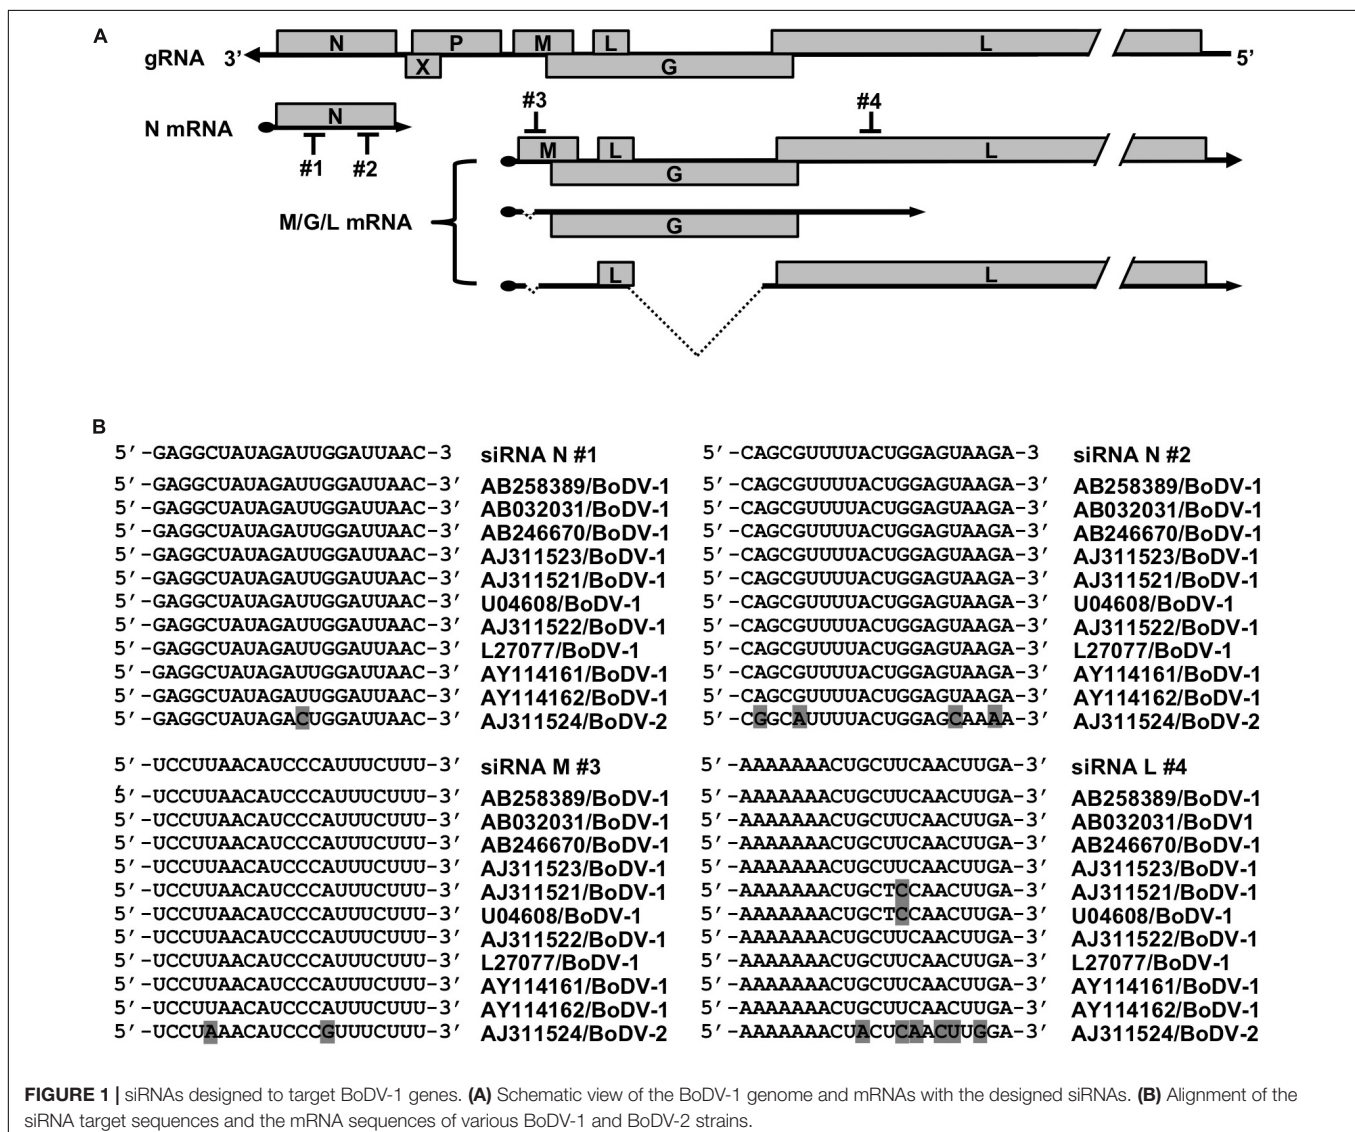 A
N P M L L
gRNA 3' 5'
X G
#3 #4
N
N mRNA
M L L
#1 #2
G
M/G/L mRNA
G
L L
B
5'-GAGGCUAUAGAUUGGAUUAAC-3 siRNA N #1 5'-CAGCGUUUUACUGGAGUAAGA-3 siRNA N #2
5'-GAGGCUAUAGAUUGGAUUAAC-3' AB258389/BoDV-1 5'-CAGCGUUUUACUGGAGUAAGA-3' AB258389/BoDV-1
5'-GAGGCUAUAGAUUGGAUUAAC-3' AB032031/BoDV-1 5'-CAGCGUUUUACUGGAGUAAGA-3' AB032031/BoDV-1
5'-GAGGCUAUAGAUUGGAUUAAC-3' AB246670/BoDV-1 5'-CAGCGUUUUACUGGAGUAAGA-3' AB246670/BoDV-1
5'-GAGGCUAUAGAUUGGAUUAAC-3' AJ311523/BoDV-1 5'-CAGCGUUUUACUGGAGUAAGA-3' AJ311523/BoDV-1
5'-GAGGCUAUAGAUUGGAUUAAC-3' AJ311521/BoDV-1 5'-CAGCGUUUUACUGGAGUAAGA-3' AJ311521/BoDV-1
5'-GAGGCUAUAGAUUGGAUUAAC-3' U04608/BoDV-1 5'-CAGCGUUUUACUGGAGUAAGA-3' U04608/BoDV-1
5'-GAGGCUAUAGAUUGGAUUAAC-3' AJ311522/BoDV-1 5'-CAGCGUUUUACUGGAGUAAGA-3' AJ311522/BoDV-1
5'-GAGGCUAUAGAUUGGAUUAAC-3' L27077/BoDV-1 5'-CAGCGUUUUACUGGAGUAAGA-3' L27077/BoDV-1
5'-GAGGCUAUAGAUUGGAUUAAC-3' AY114161/BoDV-1 5'-CAGCGUUUUACUGGAGUAAGA-3' AY114161/BoDV-1
5'-GAGGCUAUAGAUUGGAUUAAC-3' AY114162/BoDV-1 5'-CAGCGUUUUACUGGAGUAAGA-3' AY114162/BoDV-1
5'-GAGGCUAUAGACUGGAUUAAC-3' AJ311524/BoDV-2 5'-CGGCAUUUUACUGGAGCAAAA-3' AJ311524/BoDV-2
5'-UCCUUAACAUCCCAUUUCUUU-3' siRNA M #3 5'-AAAAAAACUGCUUCAACUUGA-3' siRNA L #4
5'-UCCUUAACAUCCCAUUUCUUU-3' AB258389/BoDV-1 5'-AAAAAAACUGCUUCAACUUGA-3' AB258389/BoDV-1
5'-UCCUUAACAUCCCAUUUCUUU-3' AB032031/BoDV-1 5'-AAAAAAACUGCUUCAACUUGA-3' AB032031/BoDV1
5'-UCCUUAACAUCCCAUUUCUUU-3' AB246670/BoDV-1 5'-AAAAAAACUGCUUCAACUUGA-3' AB246670/BoDV-1
5'-UCCUUAACAUCCCAUUUCUUU-3' AJ311523/BoDV-1 5'-AAAAAAACUGCUUCAACUUGA-3' AJ311523/BoDV-1
5'-UCCUUAACAUCCCAUUUCUUU-3' AJ311521/BoDV-1 5'-AAAAAAACUGCTCCAACUUGA-3' AJ311521/BoDV-1
5'-UCCUUAACAUCCCAUUUCUUU-3' U04608/BoDV-1 5'-AAAAAAACUGCTCCAACUUGA-3' U04608/BoDV-1
5'-UCCUUAACAUCCCAUUUCUUU-3' AJ311522/BoDV-1 5'-AAAAAAACUGCUUCAACUUGA-3' AJ311522/BoDV-1
5'-UCCUUAACAUCCCAUUUCUUU-3' L27077/BoDV-1 5'-AAAAAAACUGCUUCAACUUGA-3' L27077/BoDV-1
5'-UCCUUAACAUCCCAUUUCUUU-3' AY114161/BoDV-1 5'-AAAAAAACUGCUUCAACUUGA-3' AY114161/BoDV-1
5'-UCCUUAACAUCCCAUUUCUUU-3' AY114162/BoDV-1 5'-AAAAAAACUGCUUCAACUUGA-3' AY114162/BoDV-1
5'-UCCUAAACAUCCCGUUUCUUU-3' AJ311524/BoDV-2 5'-AAAAAAACUACUCAACUUGGA-3' AJ311524/BoDV-2
FIGURE 1 | siRNAs designed to target BoDV-1 genes. (A) Schematic view of the BoDV-1 genome and mRNAs with the designed siRNAs. (B) Alignment of the
siRNA target sequences and the mRNA sequences of various BoDV-1 and BoDV-2 strains.